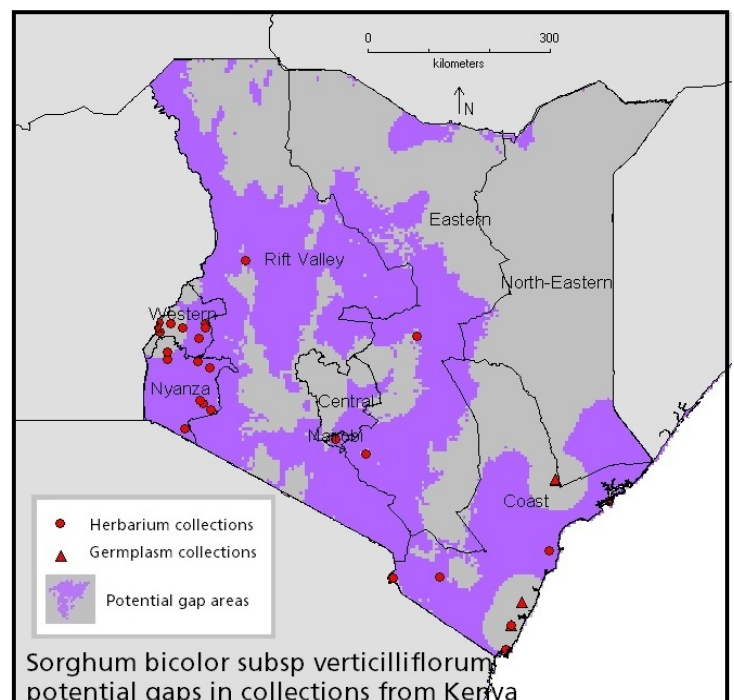 0 300
kilometers
N
Eastern
Rift Valley
North-Eastern
Western
Nyanza
Central
Nairobi
Coast
Herbarium collections
Germplasm collections
Potential gap areas
Sorghum bicolor subsp verticilliflorum
potential gaps in collections from Kenya